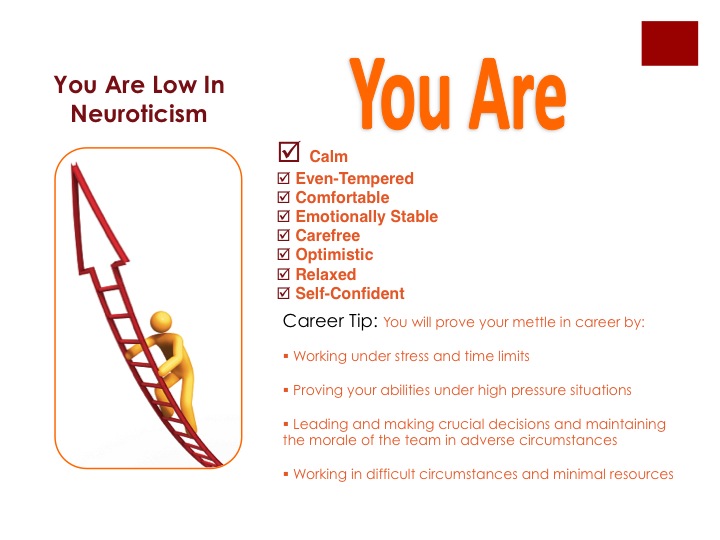 You Are Low In
Neuroticism
You Are
☑ Calm
☑ Even-Tempered
☑ Comfortable
☑ Emotionally Stable
☑ Carefree
☑ Optimistic
☑ Relaxed
☑ Self-Confident
Career Tip: You will prove your mettle in career by:
▪ Working under stress and time limits
▪ Proving your abilities under high pressure situations
▪ Leading and making crucial decisions and maintaining
the morale of the team in adverse circumstances
▪ Working in difficult circumstances and minimal resources